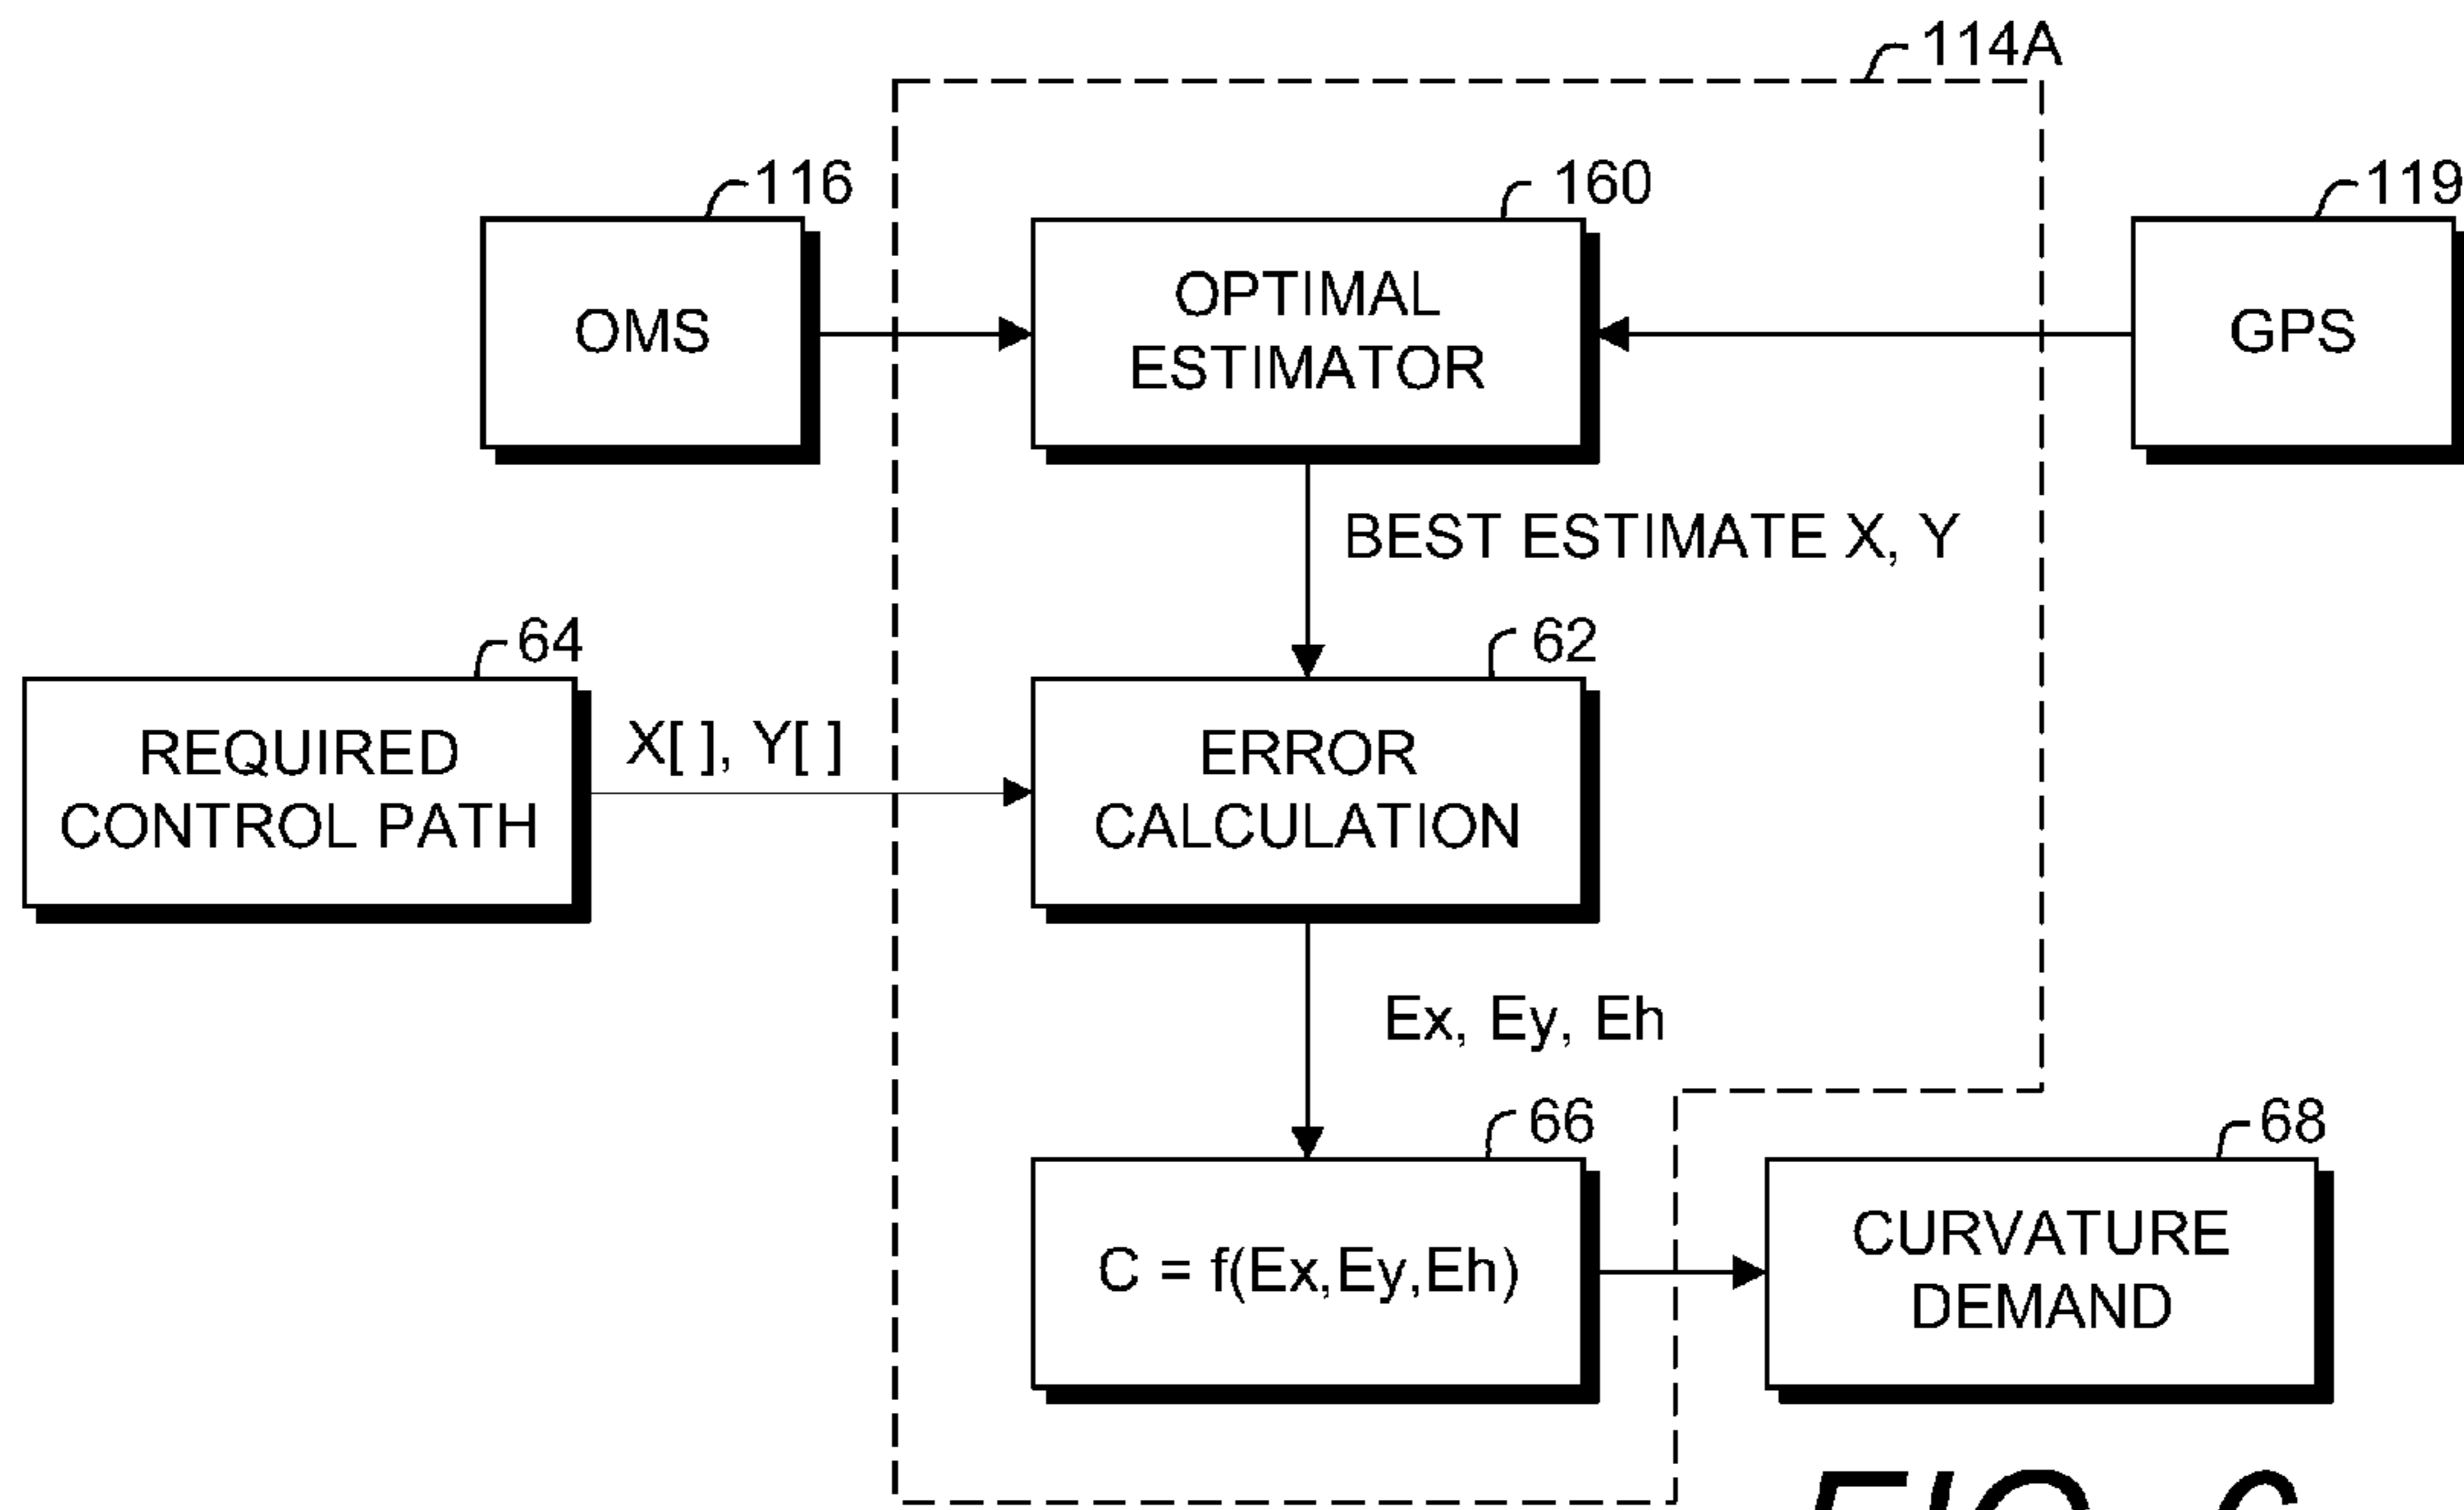 114A
116
160
119
OMS
OPTIMAL
ESTIMATOR
GPS
BEST ESTIMATE X, Y
64
62
REQUIRED
CONTROL PATH
X[ ], Y[ ]
ERROR
CALCULATION
Ex, Ey, Eh
66
68
C = f(Ex,Ey,Eh)
CURVATURE
DEMAND